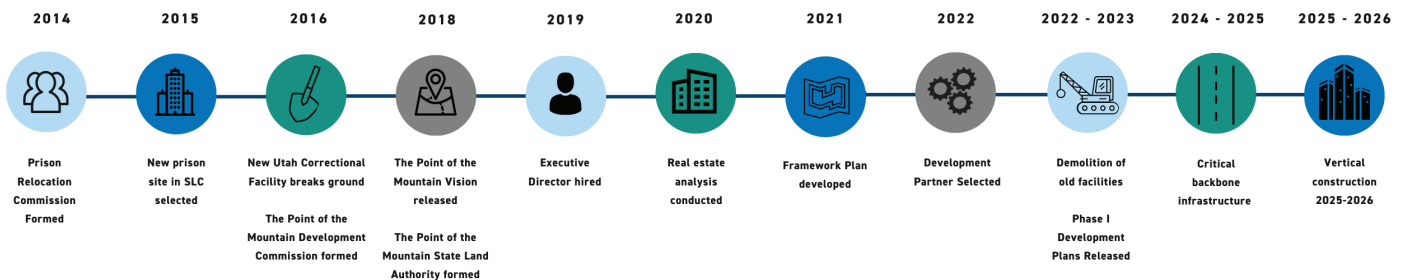 2014
2015
2016
2018
2019
2020
2021
2022
2022 - 2023
2024 - 2025
2025 - 2026
Prison
Relocation
Commission
Formed
New prison
site in SLC
selected
New Utah Correctional
Facility breaks ground
The Point of the
Mountain Development
Commission formed
The Point of the
Mountain Vision
released
The Point of the
Mountain State Land
Authority formed
Executive
Director hired
Real estate
analysis
conducted
Framework Plan
developed
Development
Partner Selected
Demolition of
old facilities
Phase I
Development
Plans Released
Critical
backbone
infrastructure
Vertical
construction
2025-2026